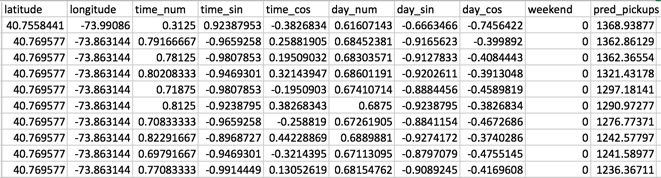 latitude longitude time_num time_sin time_cos day_num day_sin day_cos weekend pred_pickups
40.7558441 -73.99086 0.3125 0.92387953 -0.3826834 0.61607143 -0.6663466 -0.7456422 0 1368.93877
40.769577 -73.863144 0.79166667 -0.9659258 0.25881905 0.68452381 -0.9165623 -0.399892 0 1362.86129
40.769577 -73.863144 0.78125 -0.9807853 0.19509032 0.68303571 -0.9127833 -0.4084443 0 1362.36554
40.769577 -73.863144 0.80208333 -0.9469301 0.32143947 0.68601191 -0.9202611 -0.3913048 0 1321.43178
40.769577 -73.863144 0.71875 -0.9807853 -0.1950903 0.67410714 -0.8884456 -0.4589819 0 1297.18141
40.769577 -73.863144 0.8125 -0.9238795 0.38268343 0.6875 -0.9238795 -0.3826834 0 1290.97277
40.769577 -73.863144 0.70833333 -0.9659258 -0.258819 0.67261905 -0.8841154 -0.4672686 0 1276.77371
40.769577 -73.863144 0.82291667 -0.8968727 0.44228869 0.6889881 -0.9274172 -0.3740286 0 1242.57797
40.769577 -73.863144 0.69791667 -0.9469301 -0.3214395 0.67113095 -0.8797079 -0.4755145 0 1241.58977
40.769577 -73.863144 0.77083333 -0.9914449 0.13052619 0.68154762 -0.9089245 -0.4169608 0 1236.36711